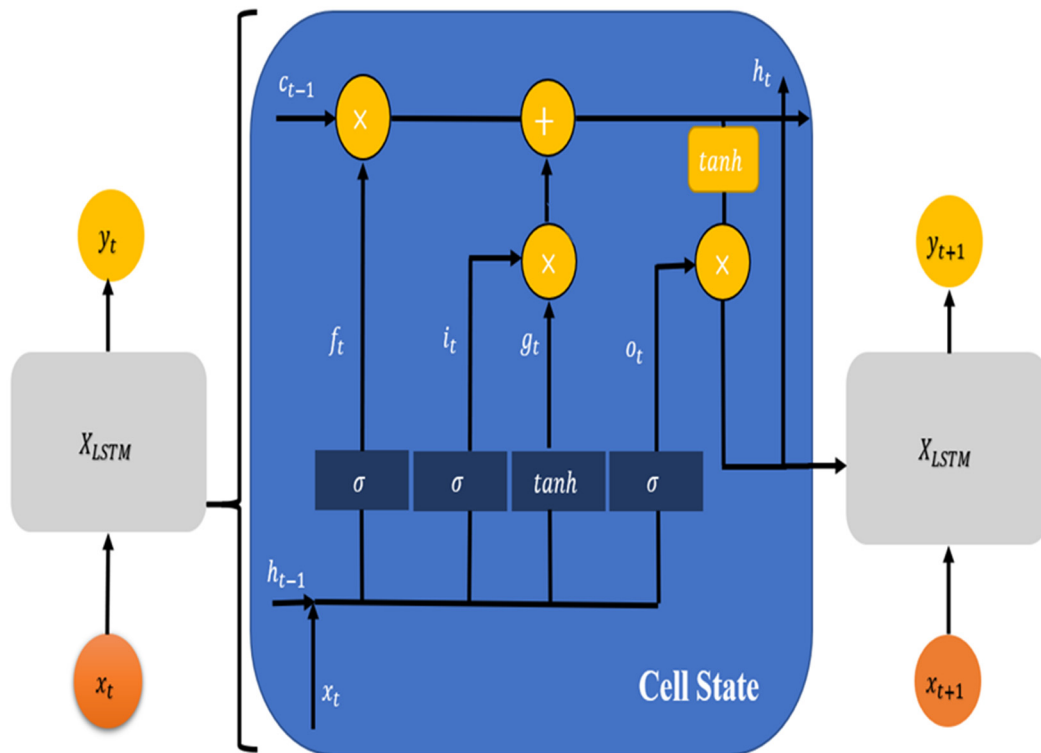 y_t
X_{LSTM}
x_t
c_{t−1}
h_t
×
+
tanh
×
×
f_t
i_t
g_t
o_t
σ
σ
tanh
σ
h_{t−1}
x_t
Cell State
y_{t+1}
X_{LSTM}
x_{t+1}